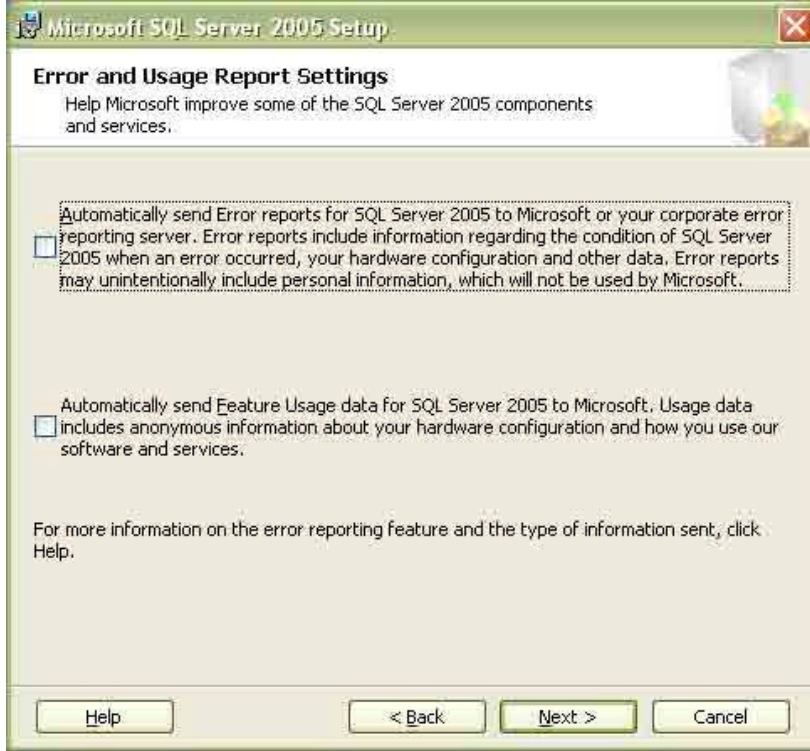 Microsoft SQL Server 2005 Setup
Error and Usage Report Settings
Help Microsoft improve some of the SQL Server 2005 components
and services.
Automatically send Error reports for SQL Server 2005 to Microsoft or your corporate error
reporting server. Error reports include information regarding the condition of SQL Server
2005 when an error occurred, your hardware configuration and other data. Error reports
may unintentionally include personal information, which will not be used by Microsoft.
Automatically send Feature Usage data for SQL Server 2005 to Microsoft. Usage data
includes anonymous information about your hardware configuration and how you use our
software and services.
For more information on the error reporting feature and the type of information sent, click
Help.
Help
< Back
Next >
Cancel